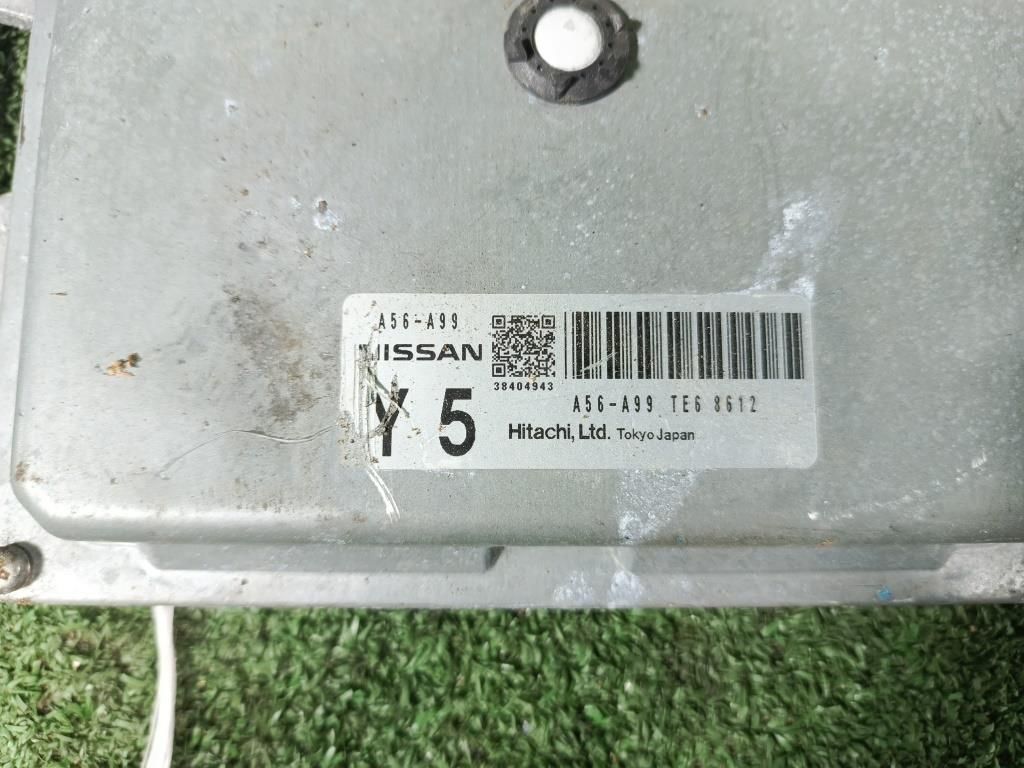 A56-A99
NISSAN
38404943
A56-A99 TE6 8612
Y 5
Hitachi, Ltd. Tokyo Japan